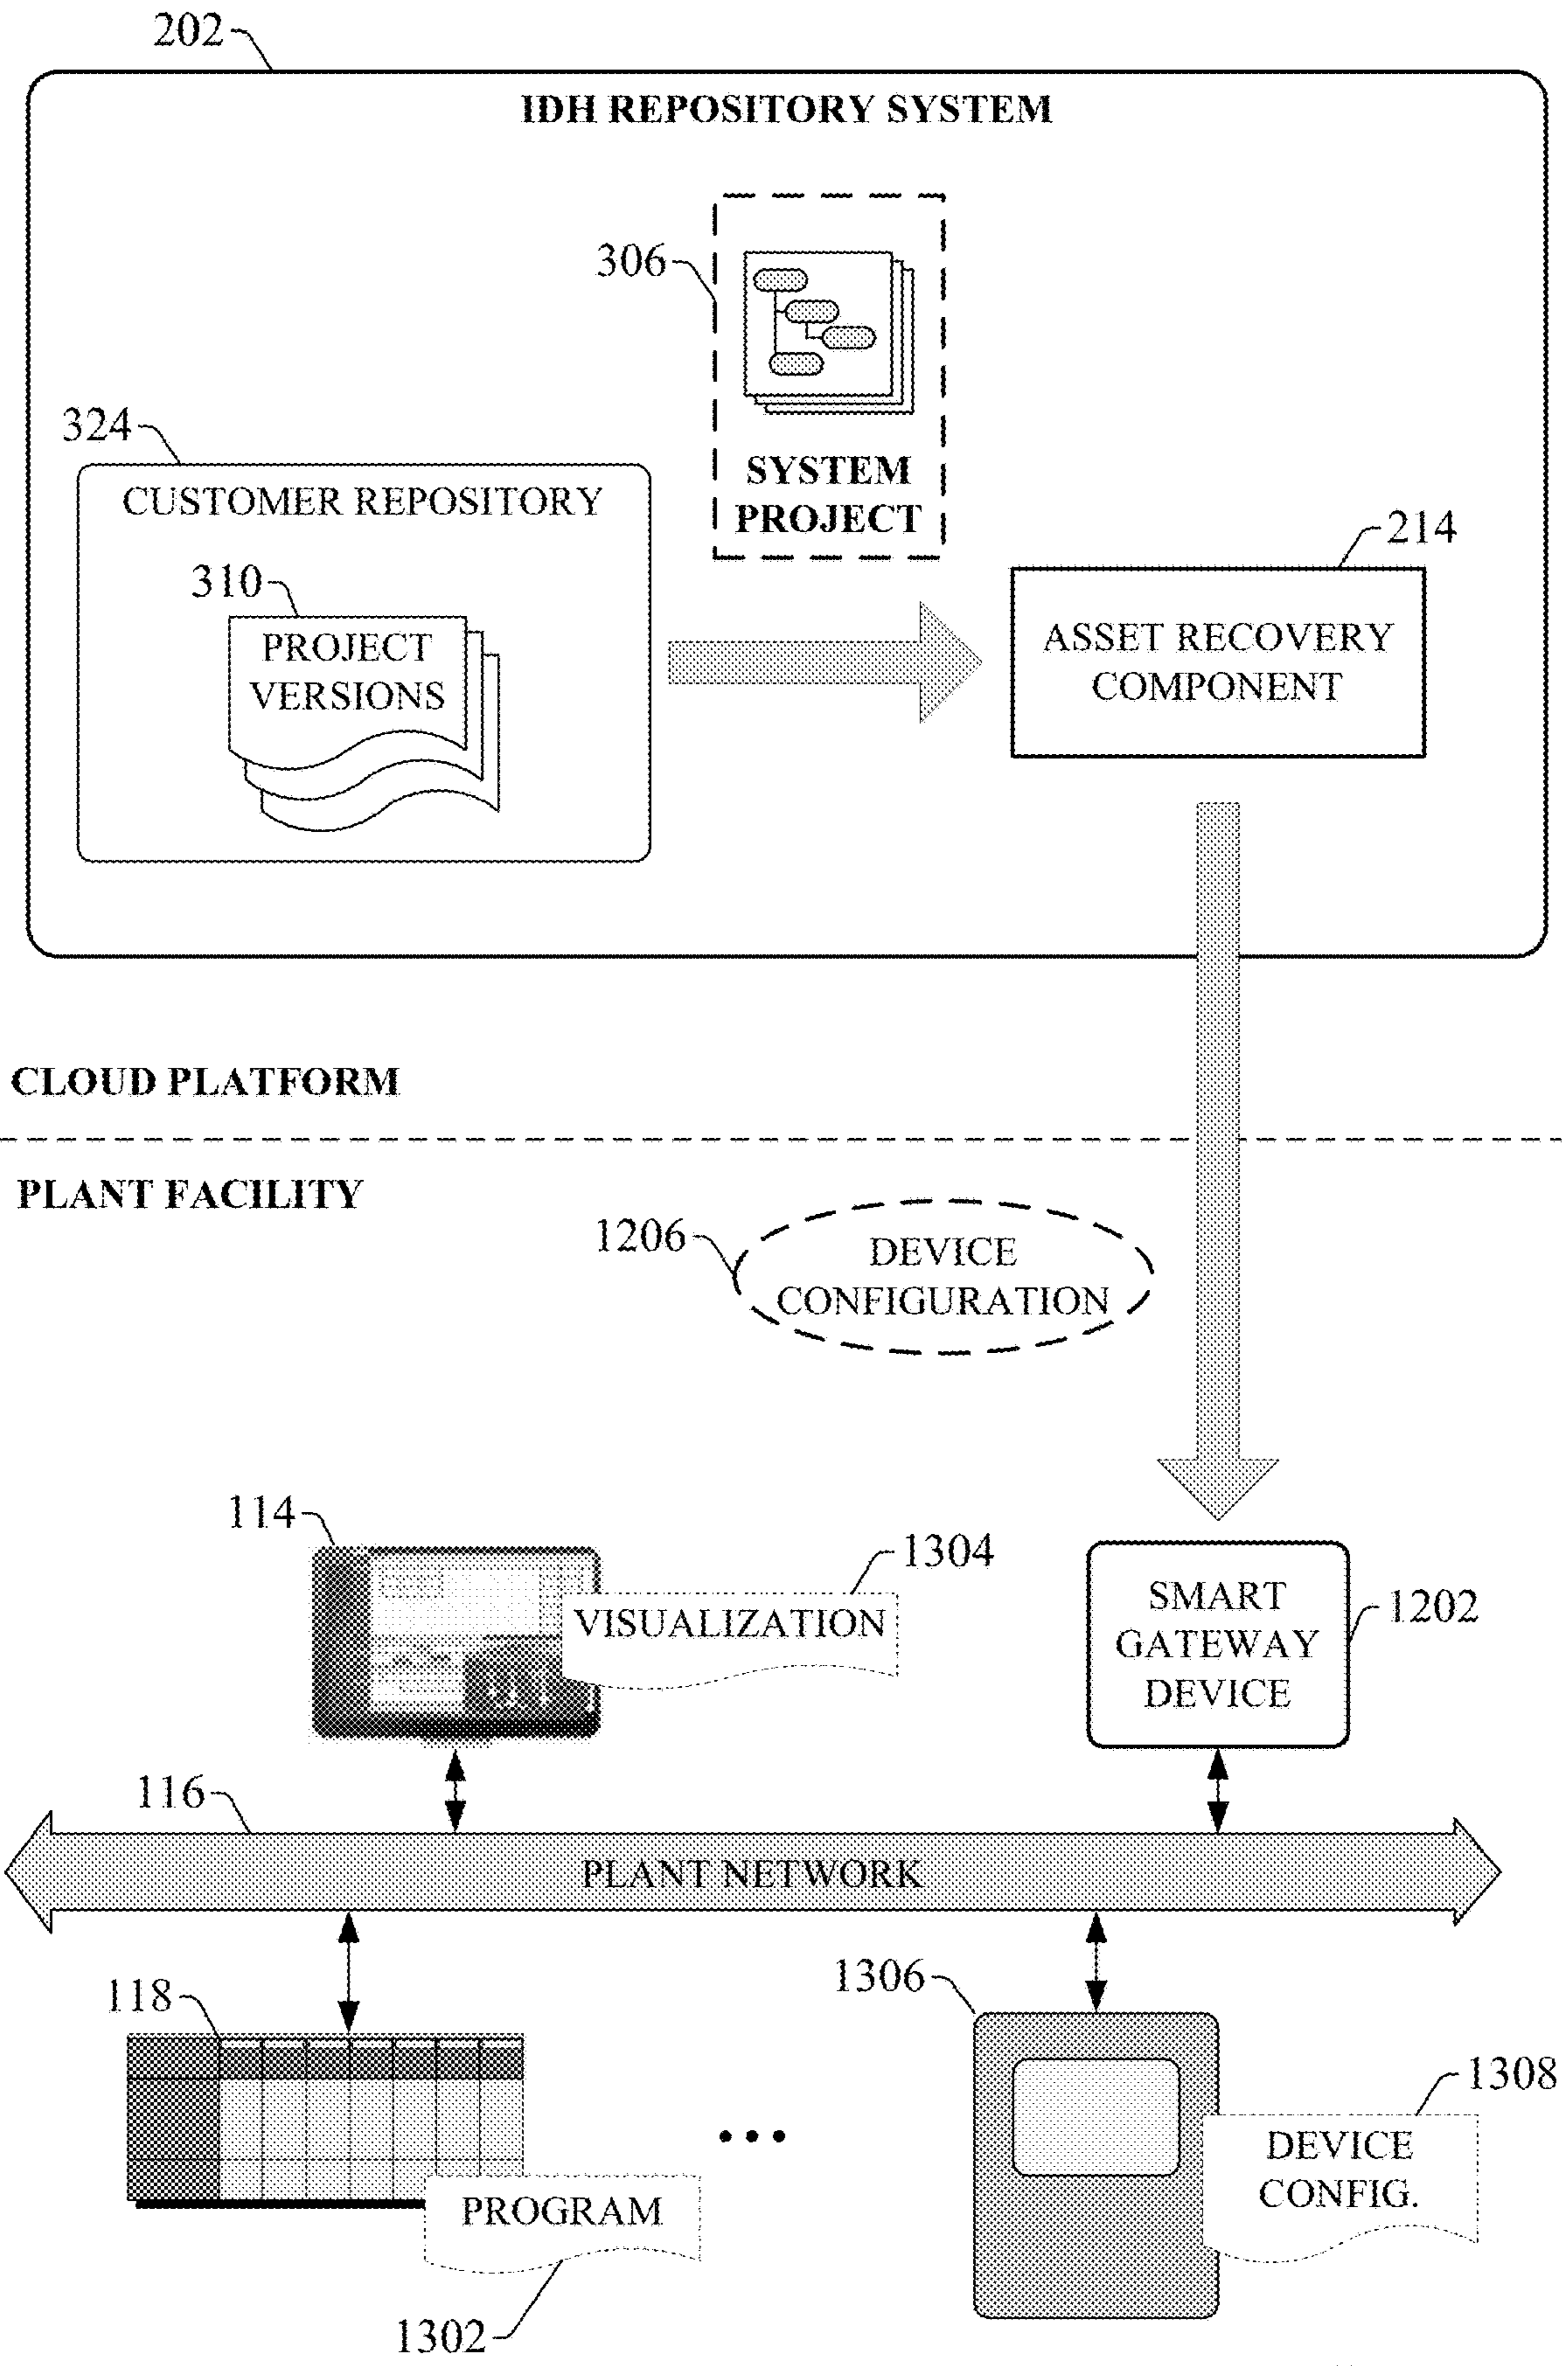 202
IDH REPOSITORY SYSTEM
306
SYSTEM
PROJECT
324
CUSTOMER REPOSITORY
310
PROJECT
VERSIONS
214
ASSET RECOVERY
COMPONENT
CLOUD PLATFORM
PLANT FACILITY
1206
DEVICE
CONFIGURATION
114
1304
VISUALIZATION
SMART
GATEWAY
DEVICE
1202
116
PLANT NETWORK
118
PROGRAM
1302
1306
1308
DEVICE
CONFIG.